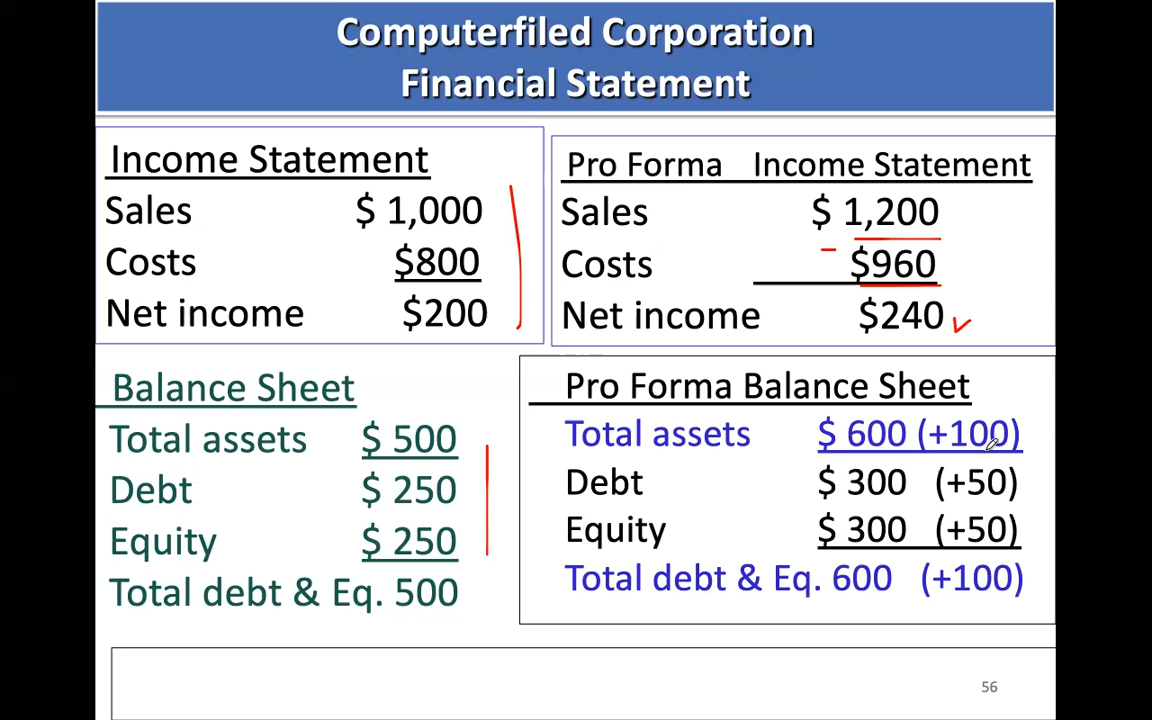 Computerfiled Corporation
Financial Statement
Income Statement
Sales $ 1,000
Costs $800
Net income $200
Pro Forma Income Statement
Sales $ 1,200
Costs - $960
Net income $240
Balance Sheet
Total assets $ 500
Debt $ 250
Equity $ 250
Total debt & Eq. 500
Pro Forma Balance Sheet
Total assets $ 600 (+100)
Debt $ 300 (+50)
Equity $ 300 (+50)
Total debt & Eq. 600 (+100)
56